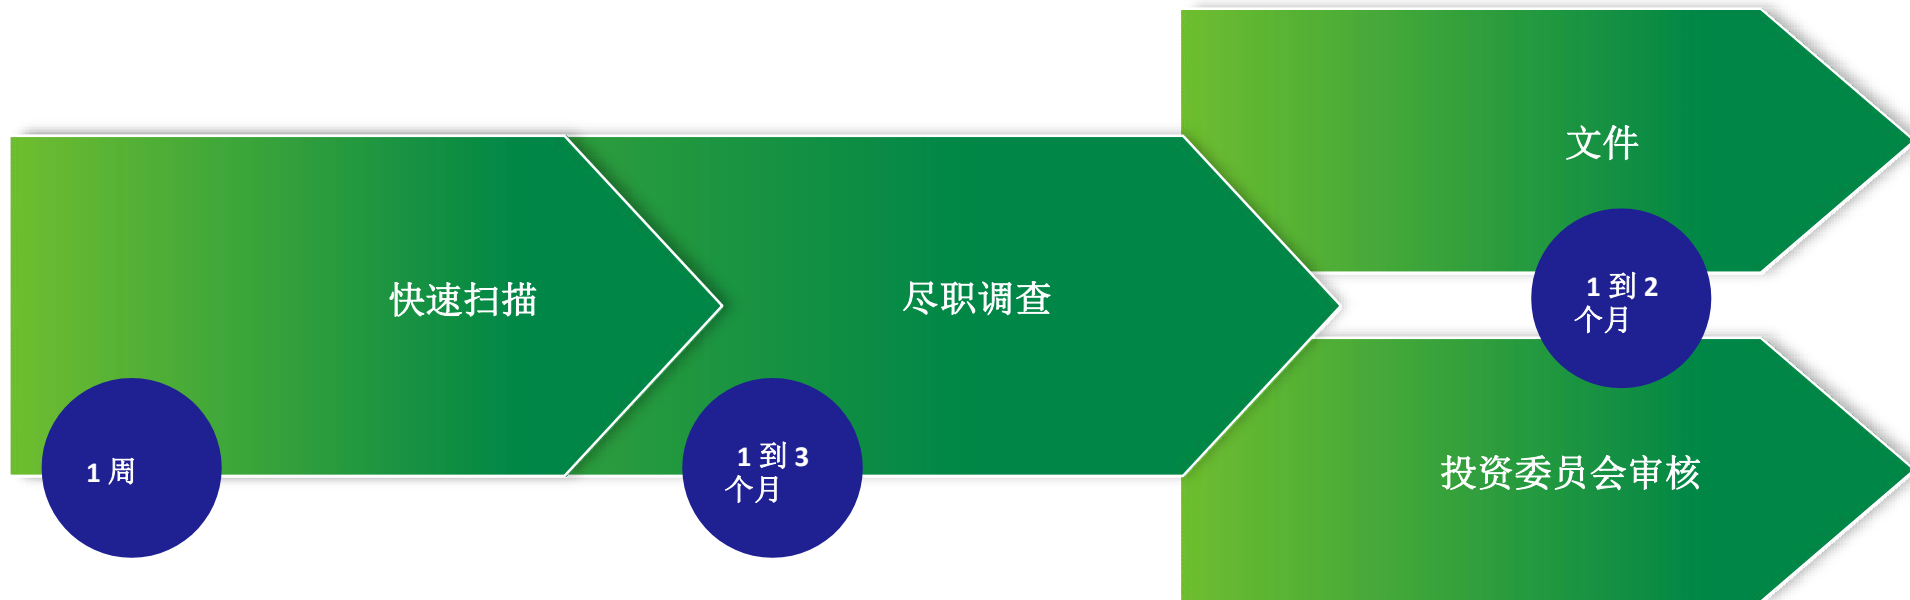 快速扫描
1 周
尽职调查
1 到 3
个月
文件
1 到 2
个月
投资委员会审核